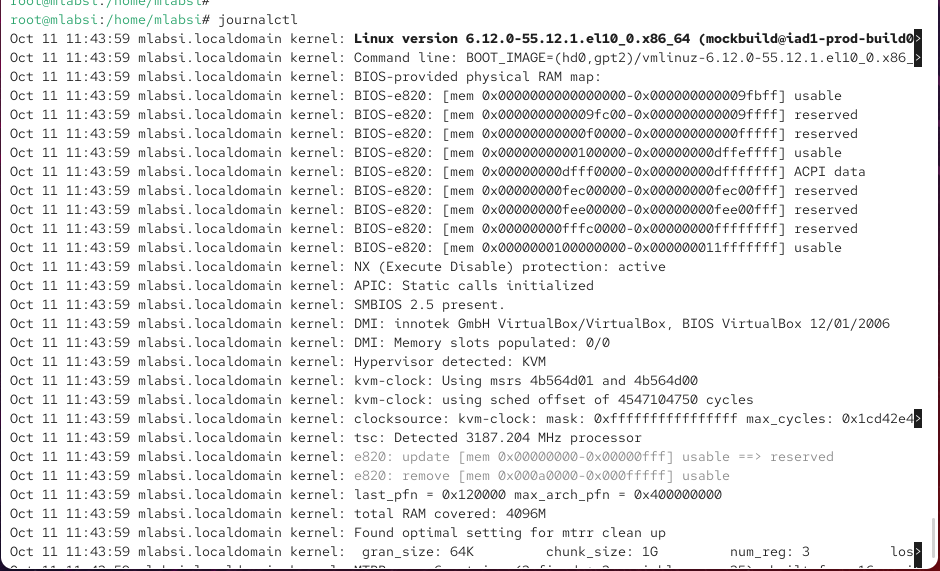 root@mlabsi:/home/mlabsi#
root@mlabsi:/home/mlabsi# journalctl
Oct 11 11:43:59 mlabsi.localdomain kernel: Linux version 6.12.0-55.12.1.el10_0.x86_64 (mockbuild@iad1-prod-build0>
Oct 11 11:43:59 mlabsi.localdomain kernel: Command line: BOOT_IMAGE=(hd0,gpt2)/vmlinuz-6.12.0-55.12.1.el10_0.x86_>
Oct 11 11:43:59 mlabsi.localdomain kernel: BIOS-provided physical RAM map:
Oct 11 11:43:59 mlabsi.localdomain kernel: BIOS-e820: [mem 0x0000000000000000-0x000000000009fbff] usable
Oct 11 11:43:59 mlabsi.localdomain kernel: BIOS-e820: [mem 0x000000000009fc00-0x000000000009ffff] reserved
Oct 11 11:43:59 mlabsi.localdomain kernel: BIOS-e820: [mem 0x00000000000f0000-0x00000000000fffff] reserved
Oct 11 11:43:59 mlabsi.localdomain kernel: BIOS-e820: [mem 0x0000000000100000-0x00000000dffeffff] usable
Oct 11 11:43:59 mlabsi.localdomain kernel: BIOS-e820: [mem 0x00000000dfff0000-0x00000000dfffffff] ACPI data
Oct 11 11:43:59 mlabsi.localdomain kernel: BIOS-e820: [mem 0x00000000fec00000-0x00000000fec00fff] reserved
Oct 11 11:43:59 mlabsi.localdomain kernel: BIOS-e820: [mem 0x00000000fee00000-0x00000000fee00fff] reserved
Oct 11 11:43:59 mlabsi.localdomain kernel: BIOS-e820: [mem 0x00000000fffc0000-0x00000000ffffffff] reserved
Oct 11 11:43:59 mlabsi.localdomain kernel: BIOS-e820: [mem 0x0000000100000000-0x000000011fffffff] usable
Oct 11 11:43:59 mlabsi.localdomain kernel: NX (Execute Disable) protection: active
Oct 11 11:43:59 mlabsi.localdomain kernel: APIC: Static calls initialized
Oct 11 11:43:59 mlabsi.localdomain kernel: SMBIOS 2.5 present.
Oct 11 11:43:59 mlabsi.localdomain kernel: DMI: innotek GmbH VirtualBox/VirtualBox, BIOS VirtualBox 12/01/2006
Oct 11 11:43:59 mlabsi.localdomain kernel: DMI: Memory slots populated: 0/0
Oct 11 11:43:59 mlabsi.localdomain kernel: Hypervisor detected: KVM
Oct 11 11:43:59 mlabsi.localdomain kernel: kvm-clock: Using msrs 4b564d01 and 4b564d00
Oct 11 11:43:59 mlabsi.localdomain kernel: kvm-clock: using sched offset of 4547104750 cycles
Oct 11 11:43:59 mlabsi.localdomain kernel: clocksource: kvm-clock: mask: 0xffffffffffffffff max_cycles: 0x1cd42e4>
Oct 11 11:43:59 mlabsi.localdomain kernel: tsc: Detected 3187.204 MHz processor
Oct 11 11:43:59 mlabsi.localdomain kernel: e820: update [mem 0x00000000-0x00000fff] usable ==> reserved
Oct 11 11:43:59 mlabsi.localdomain kernel: e820: remove [mem 0x000a0000-0x000fffff] usable
Oct 11 11:43:59 mlabsi.localdomain kernel: last_pfn = 0x120000 max_arch_pfn = 0x400000000
Oct 11 11:43:59 mlabsi.localdomain kernel: total RAM covered: 4096M
Oct 11 11:43:59 mlabsi.localdomain kernel: Found optimal setting for mtrr clean up
Oct 11 11:43:59 mlabsi.localdomain kernel:  gran_size: 64K         chunk_size: 1G         num_reg: 3          los>